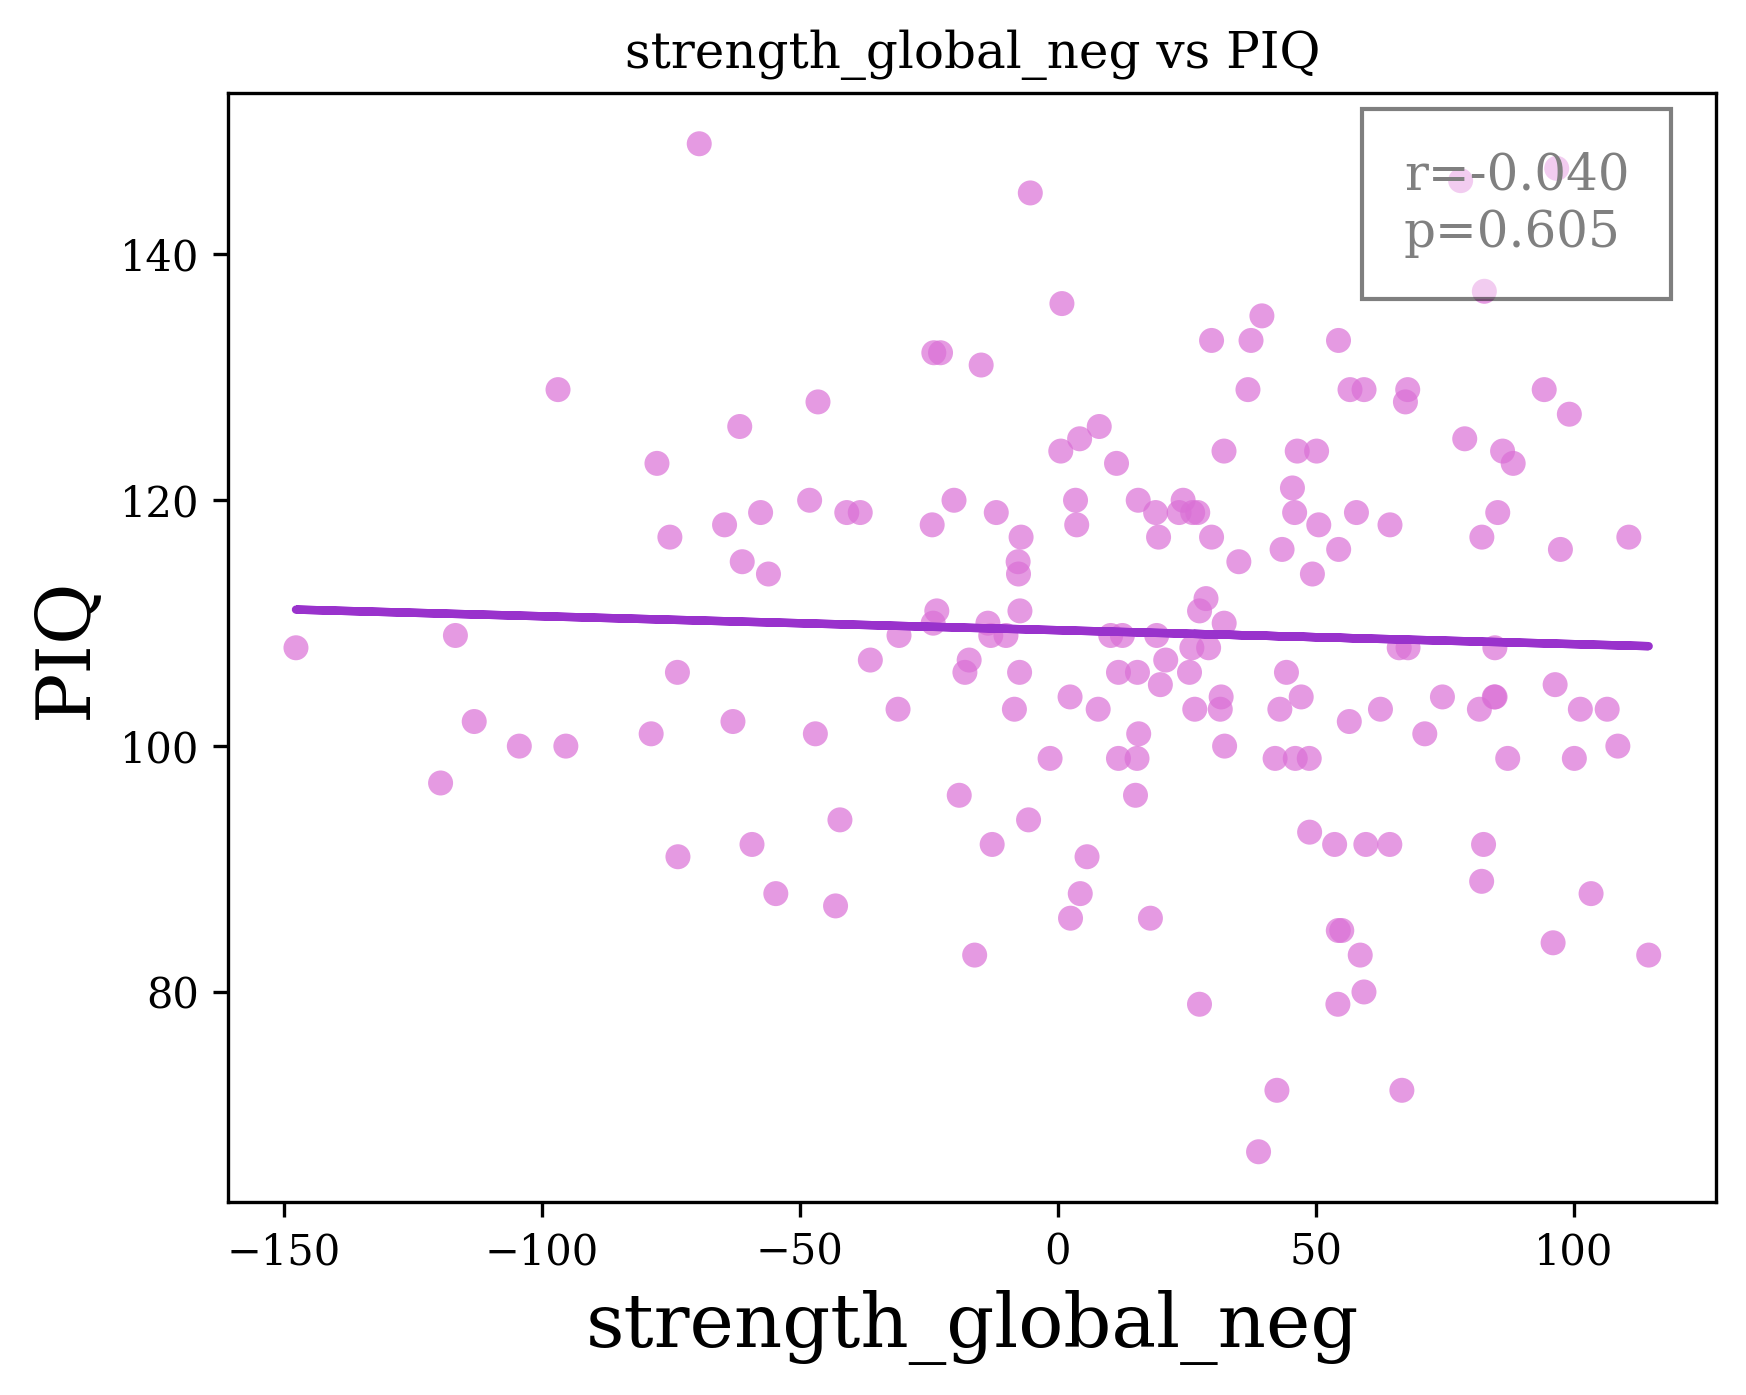 strength_global_neg vs PIQ
r=-0.040
p=0.605
PIQ
140
120
100
80
−150
−100
−50
0
50
100
strength_global_neg